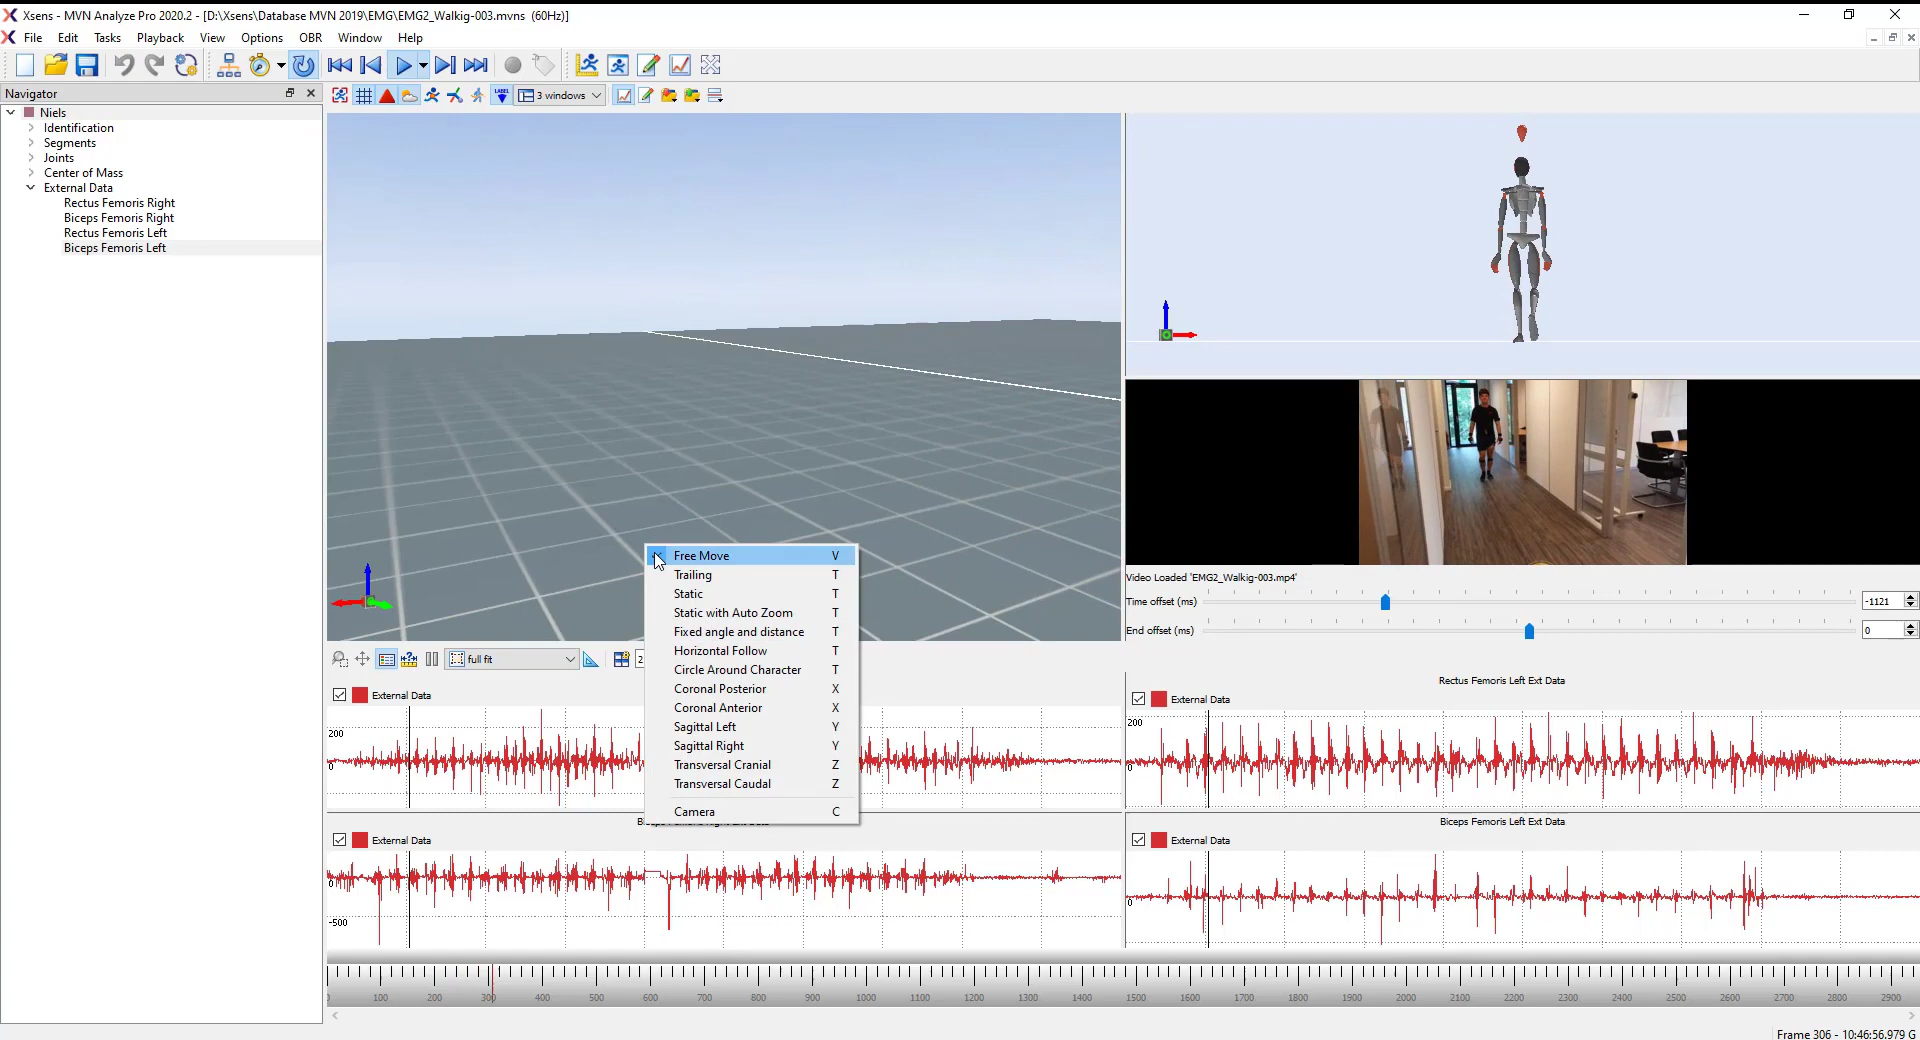 Xsens - MVN Analyze Pro 2020.2 - [D:\Xsens\Database MVN 2019\EMG\EMG2_Walkig-003.mvns (60Hz)]
File Edit Tasks Playback View Options OBR Window Help
Navigator
LABEL
3 windows
Niels
Identification
Segments
Joints
Center of Mass
External Data
Rectus Femoris Right
Biceps Femoris Right
Rectus Femoris Left
Biceps Femoris Left
Free Move V
Trailing T
Static T
Static with Auto Zoom T
Fixed angle and distance T
Horizontal Follow T
Circle Around Character T
Coronal Posterior X
Coronal Anterior X
Sagittal Left Y
Sagittal Right Y
Transversal Cranial Z
Transversal Caudal Z
Camera C
Video Loaded 'EMG2_Walkig-003.mp4'
Time offset (ms) -1121
End offset (ms) 0
full fit 2
External Data
200
0
Rectus Femoris Left Ext Data
External Data
200
0
External Data
0
-500
Biceps Femoris Left Ext Data
External Data
0
100 200 300 400 500 600 700 800 900 1000 1100 1200 1300 1400 1500 1600 1700 1800 1900 2000 2100 2200 2300 2400 2500 2600 2700 2800 2900
Frame 306 - 10:46:56.979 G